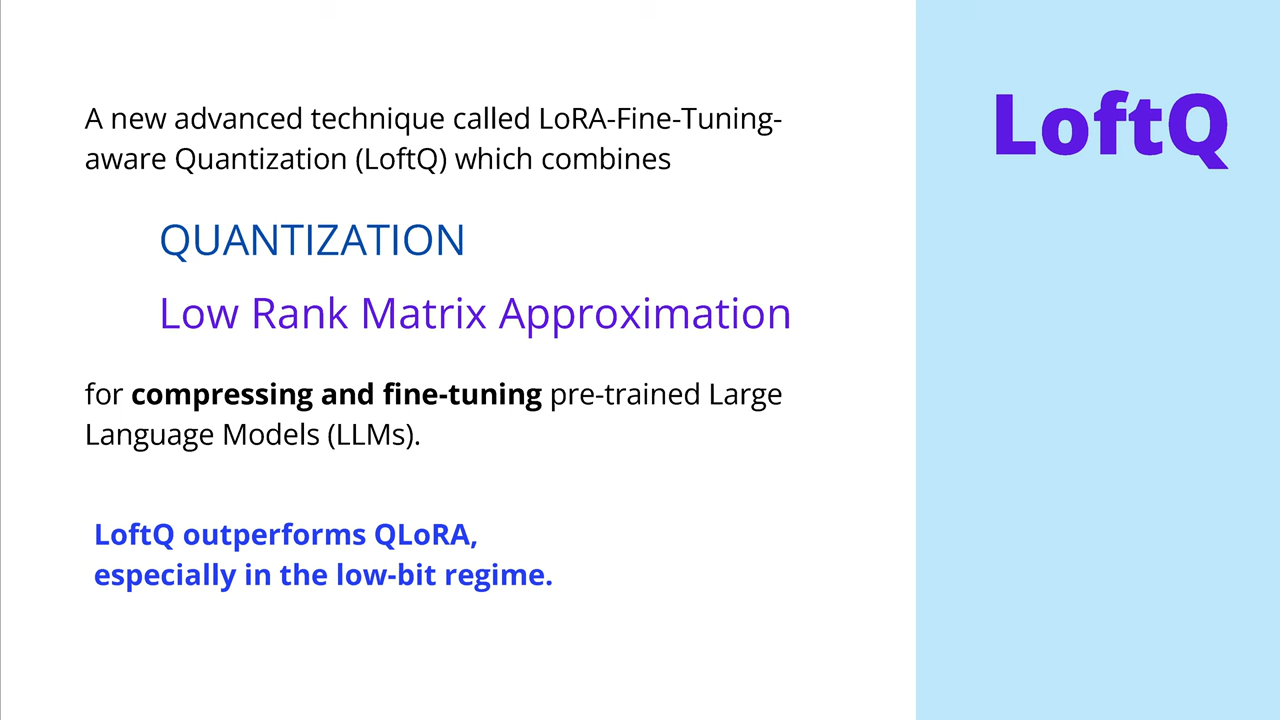 A new advanced technique called LoRA-Fine-Tuning-
aware Quantization (LoftQ) which combines
QUANTIZATION
Low Rank Matrix Approximation
for compressing and fine-tuning pre-trained Large
Language Models (LLMs).
LoftQ outperforms QLoRA,
especially in the low-bit regime.
LoftQ